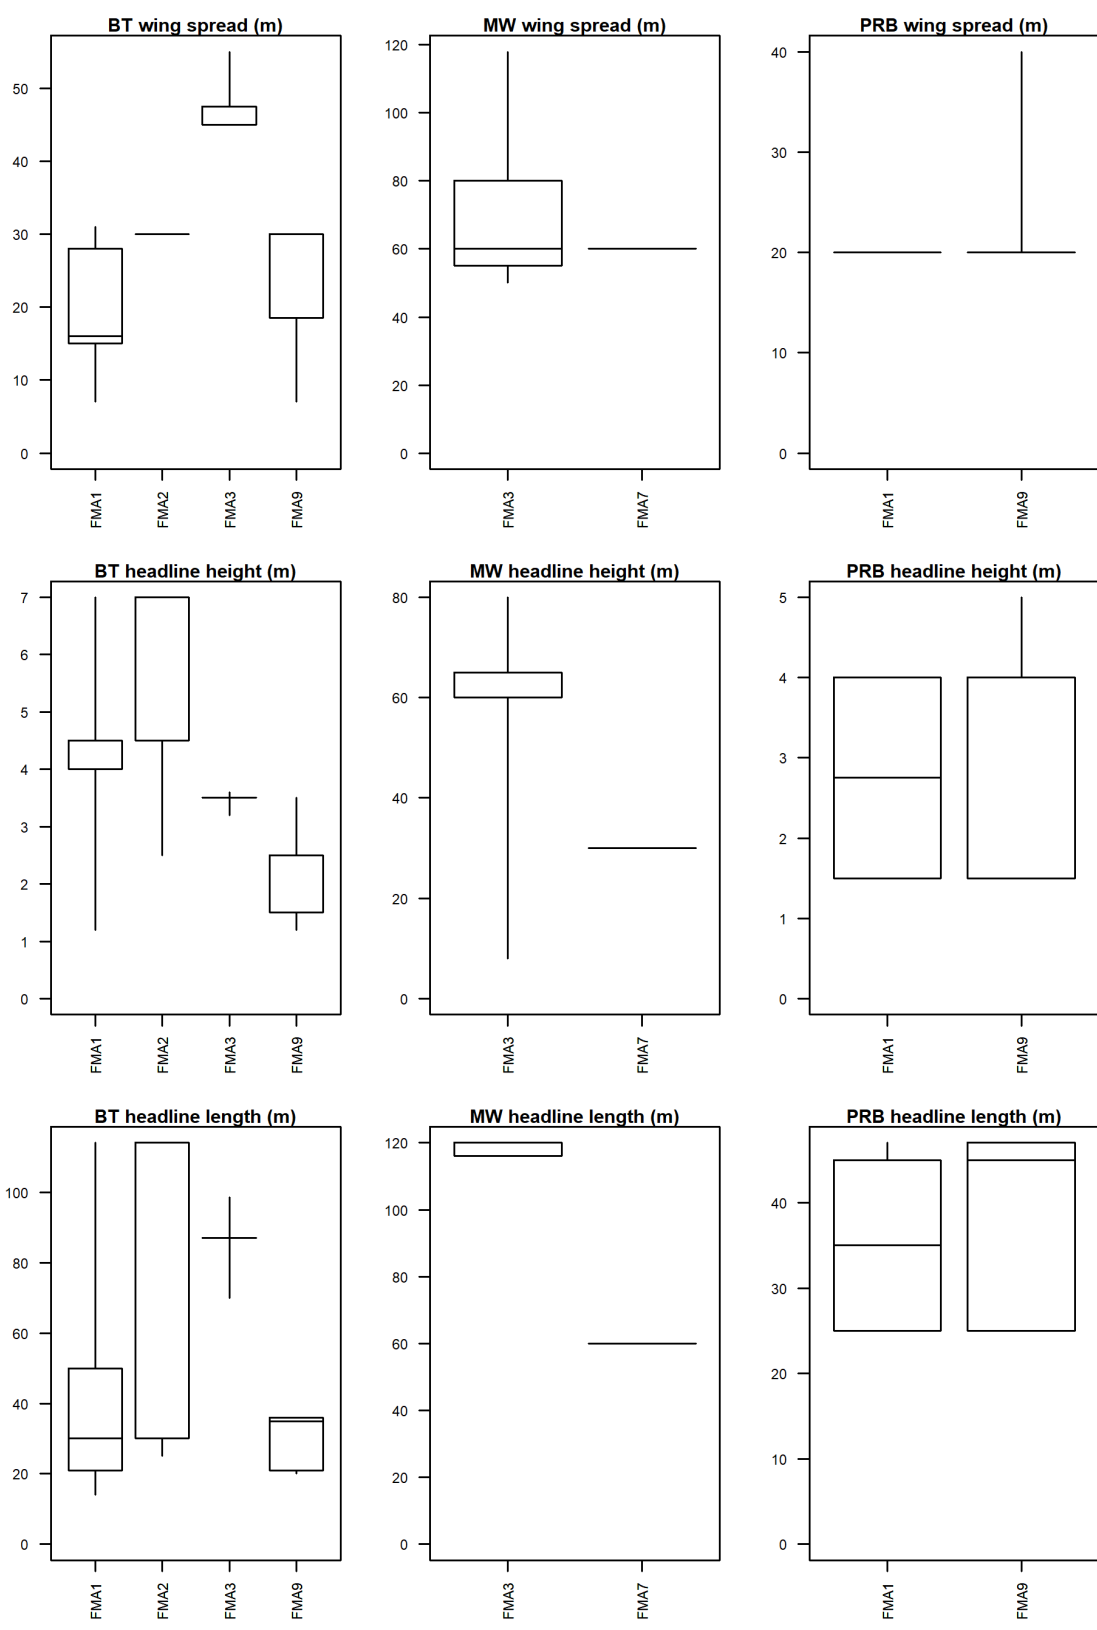 BT wing spread (m)
50
40
30
20
10
0
FMA1
FMA2
FMA3
FMA9
MW wing spread (m)
120
100
80
60
40
20
0
FMA3
FMA7
PRB wing spread (m)
40
30
20
10
0
FMA1
FMA9
BT headline height (m)
7
6
5
4
3
2
1
0
FMA1
FMA2
FMA3
FMA9
MW headline height (m)
80
60
40
20
0
FMA3
FMA7
PRB headline height (m)
5
4
3
2
1
0
FMA1
FMA9
BT headline length (m)
100
80
60
40
20
0
FMA1
FMA2
FMA3
FMA9
MW headline length (m)
120
100
80
60
40
20
0
FMA3
FMA7
PRB headline length (m)
40
30
20
10
0
FMA1
FMA9